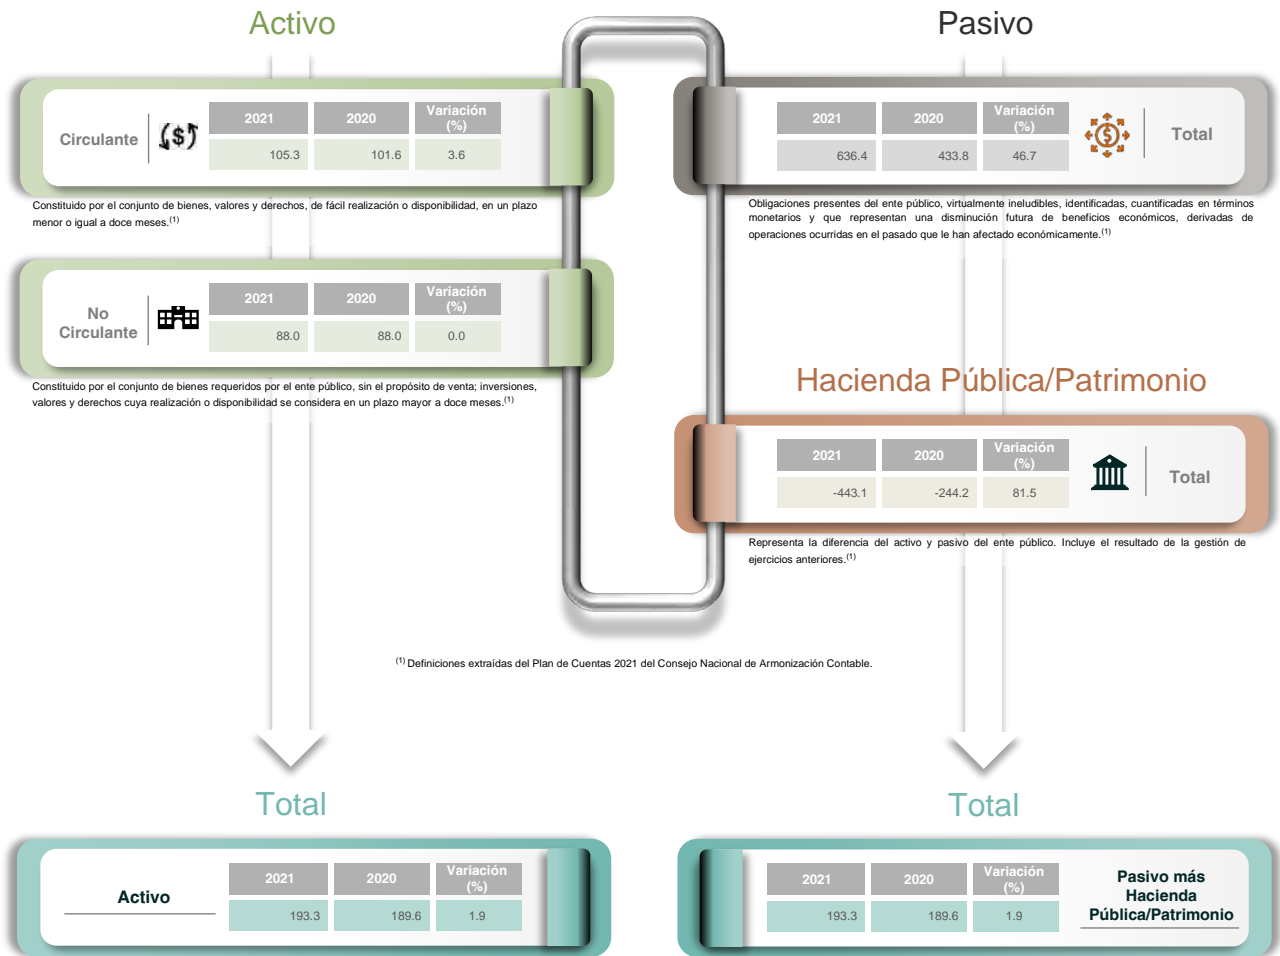 Activo
Circulante
2021 2020 Variación (%)
105.3 101.6 3.6
Constituido por el conjunto de bienes, valores y derechos, de fácil realización o disponibilidad, en un plazo
menor o igual a doce meses.(1)
No
Circulante
2021 2020 Variación (%)
88.0 88.0 0.0
Constituido por el conjunto de bienes requeridos por el ente público, sin el propósito de venta; inversiones,
valores y derechos cuya realización o disponibilidad se considera en un plazo mayor a doce meses.(1)
Pasivo
2021 2020 Variación (%)
636.4 433.8 46.7
Total
Obligaciones presentes del ente público, virtualmente ineludibles, identificadas, cuantificadas en términos
monetarios y que representan una disminución futura de beneficios económicos, derivadas de
operaciones ocurridas en el pasado que le han afectado económicamente.(1)
Hacienda Pública/Patrimonio
2021 2020 Variación (%)
-443.1 -244.2 81.5
Total
Representa la diferencia del activo y pasivo del ente público. Incluye el resultado de la gestión de
ejercicios anteriores.(1)
(1) Definiciones extraídas del Plan de Cuentas 2021 del Consejo Nacional de Armonización Contable.
Total
Activo
2021 2020 Variación (%)
193.3 189.6 1.9
Total
2021 2020 Variación (%)
193.3 189.6 1.9
Pasivo más
Hacienda
Pública/Patrimonio